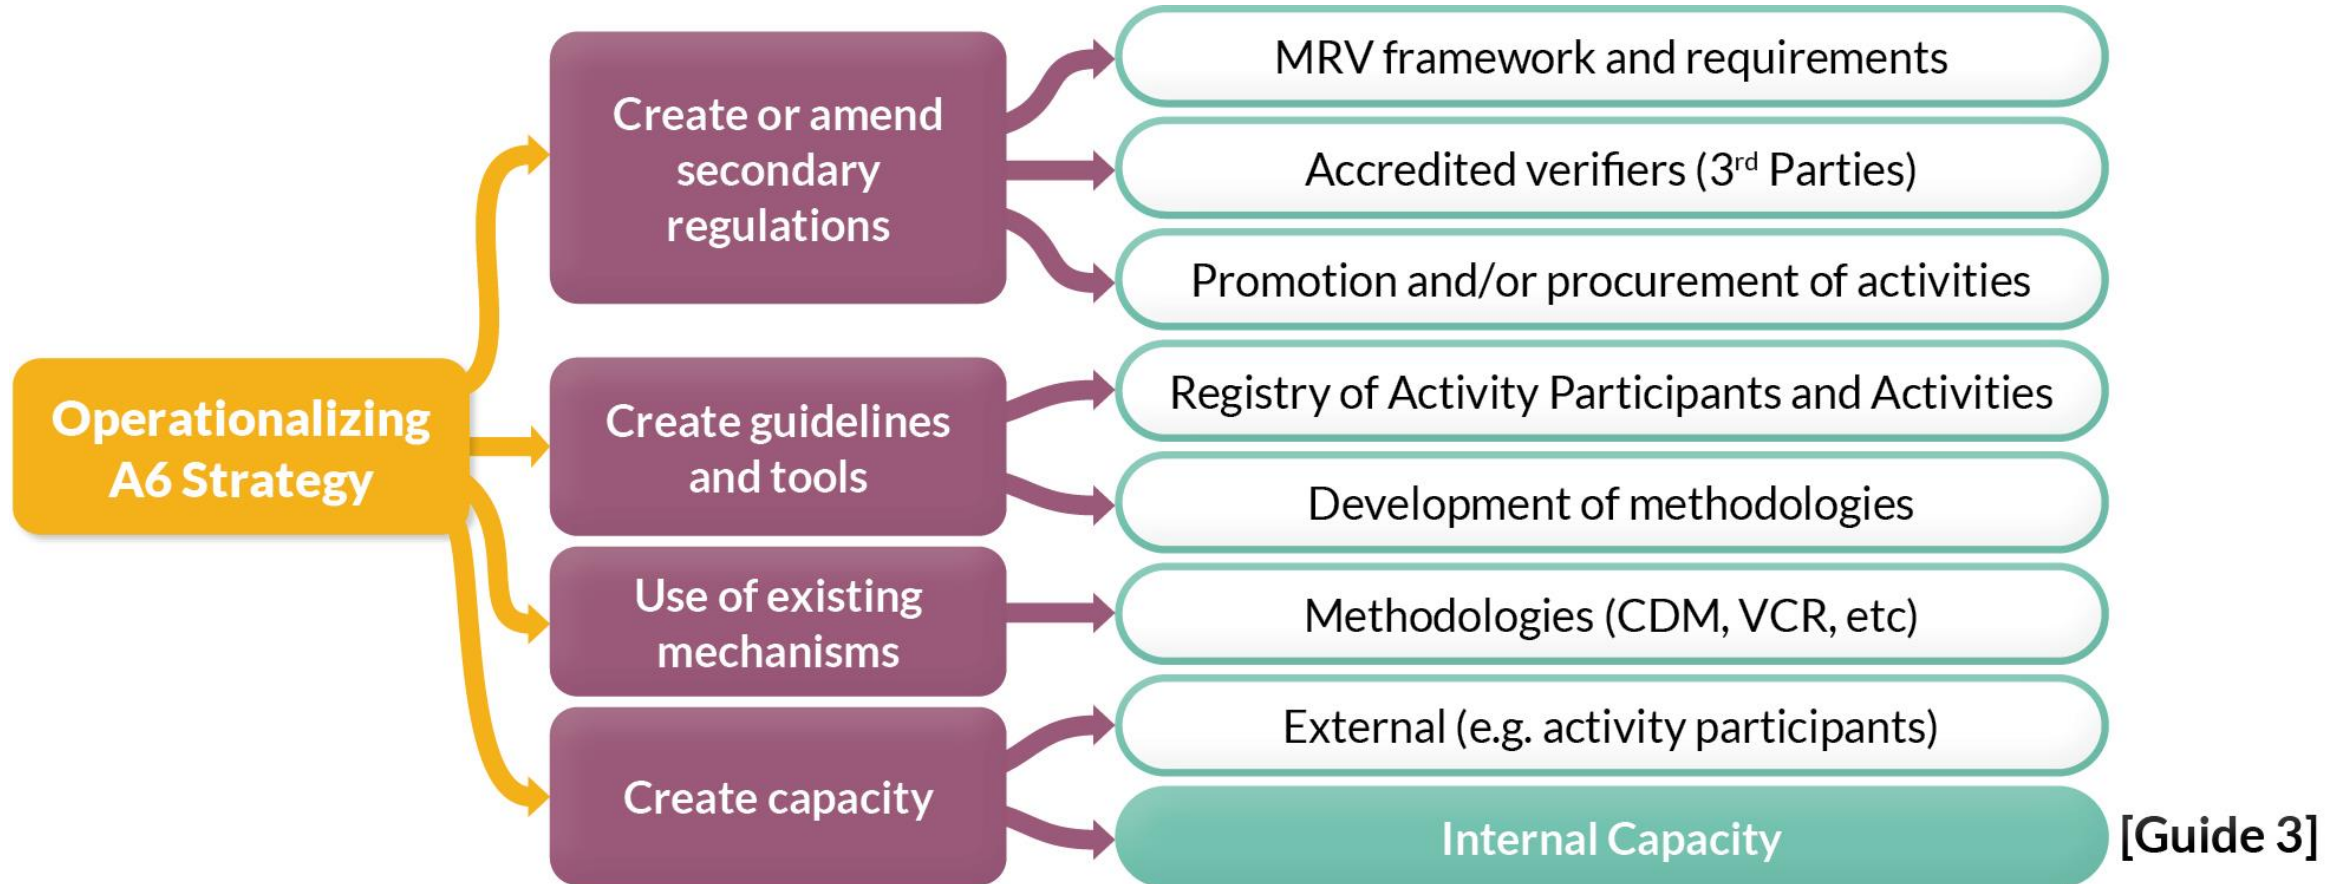 Operationalizing
A6 Strategy
Create or amend
secondary
regulations
MRV framework and requirements
Accredited verifiers (3rd Parties)
Promotion and/or procurement of activities
Create guidelines
and tools
Registry of Activity Participants and Activities
Development of methodologies
Use of existing
mechanisms
Methodologies (CDM, VCR, etc)
Create capacity
External (e.g. activity participants)
Internal Capacity
[Guide 3]